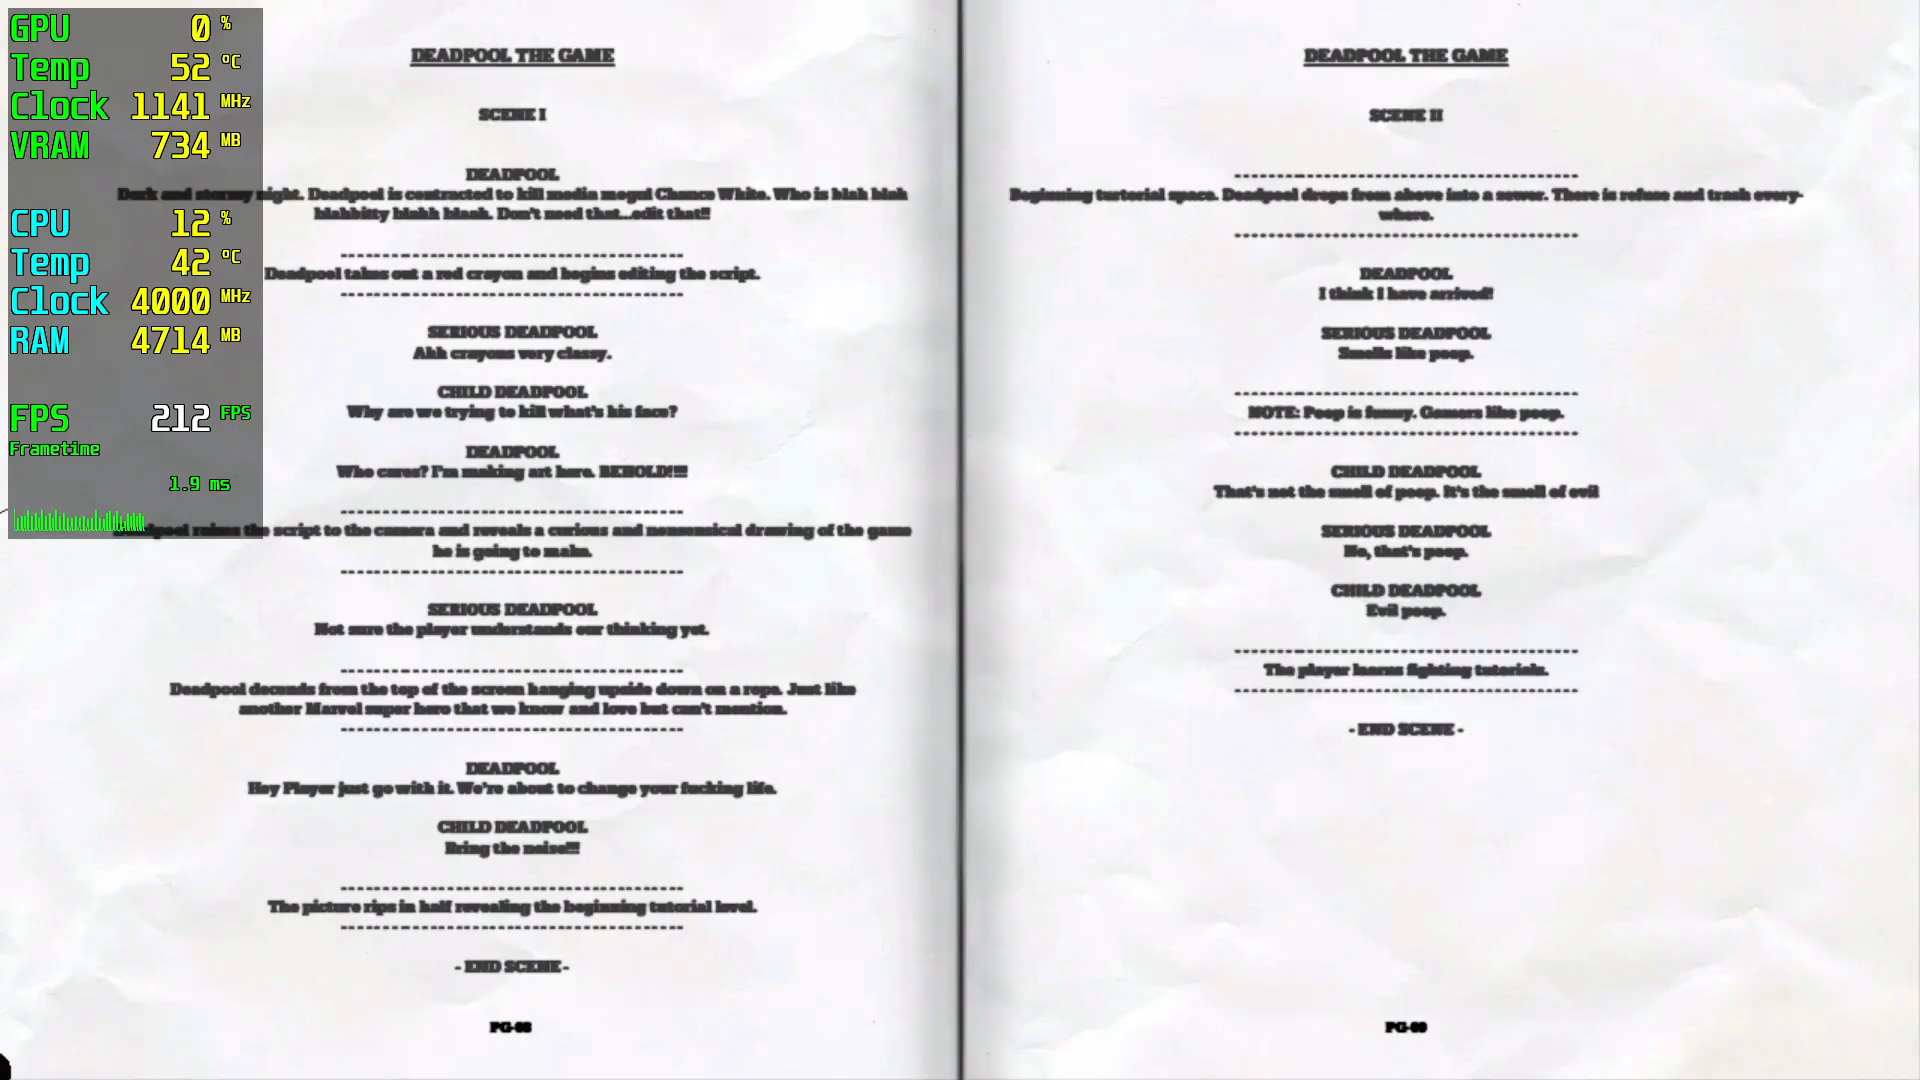 GPU 0 %
Temp 52 °C
Clock 1141 MHz
VRAM 734 MB
CPU 12 %
Temp 42 °C
Clock 4000 MHz
RAM 4714 MB
FPS 212 FPS
Frametime
1.9 ms
DEADPOOL THE GAME
SCENE I
DEADPOOL
Dark and stormy night. Deadpool is contracted to kill media mogul Chance White. Who is blah blah
blahbitty blahh blaah. Don't need that...edit that!!
----------------------------------------
Deadpool takes out a red crayon and begins editing the script.
----------------------------------------
SERIOUS DEADPOOL
Ahh crayons very classy.
CHILD DEADPOOL
Why are we trying to kill what's his face?
DEADPOOL
Who cares? I'm making art here. BEHOLD!!!!
----------------------------------------
raises the script to the camera and reveals a curious and nonsensical drawing of the game
he is going to make.
----------------------------------------
SERIOUS DEADPOOL
Not sure the player understands our thinking yet.
----------------------------------------
Deadpool decends from the top of the screen hanging upside down on a rope. Just like
another Marvel super hero that we know and love but can't mention.
----------------------------------------
DEADPOOL
Hey Player just go with it. We're about to change your fucking life.
CHILD DEADPOOL
Bring the noise!!!
----------------------------------------
The picture rips in half revealing the beginning tutorial level.
----------------------------------------
- END SCENE -
PG-08
DEADPOOL THE GAME
SCENE II
----------------------------------------
Beginning turtorial space. Deadpool drops from above into a sewer. There is refuse and trash every-
where.
----------------------------------------
DEADPOOL
I think I have arrived!
SERIOUS DEADPOOL
Smells like poop.
----------------------------------------
NOTE: Poop is funny. Gamers like poop.
----------------------------------------
CHILD DEADPOOL
That's not the smell of poop. It's the smell of evil
SERIOUS DEADPOOL
No, that's poop.
CHILD DEADPOOL
Evil poop.
----------------------------------------
The player learns fighting tutorials.
----------------------------------------
- END SCENE -
PG-09